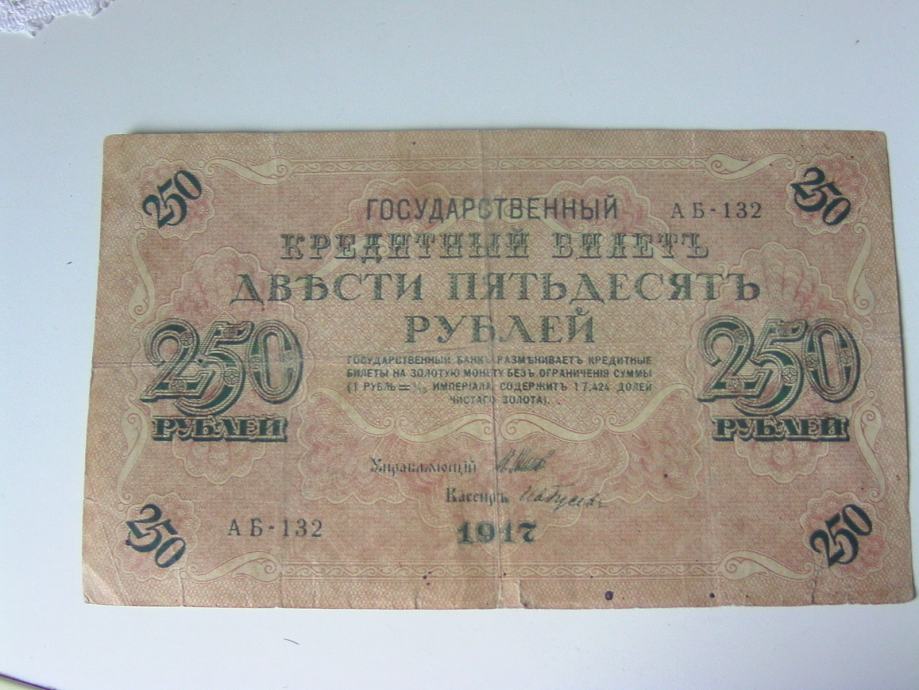 250 250
ГОСУДАРСТВЕННЫЙ АБ-132
КРЕДИТНЫЙ БИЛЕТЪ
ДВѢСТИ ПЯТЬДЕСЯТЪ
РУБЛЕЙ
250 РУБЛЕЙ
ГОСУДАРСТВЕННЫЙ БАНКЪ РАЗМѢНИВАЕТЪ КРЕДИТНЫЕ
БИЛЕТЫ НА ЗОЛОТУЮ МОНЕТУ БЕЗЪ ОГРАНИЧЕНІЯ СУММЫ
(1 РУБЛЬ = 1/15 ИМПЕРІАЛА, СОДЕРЖИТЪ 17,424 ДОЛЕЙ
ЧИСТАГО ЗОЛОТА).
250 РУБЛЕЙ
Управляющій
Кассиръ
АБ-132
1917
250 250